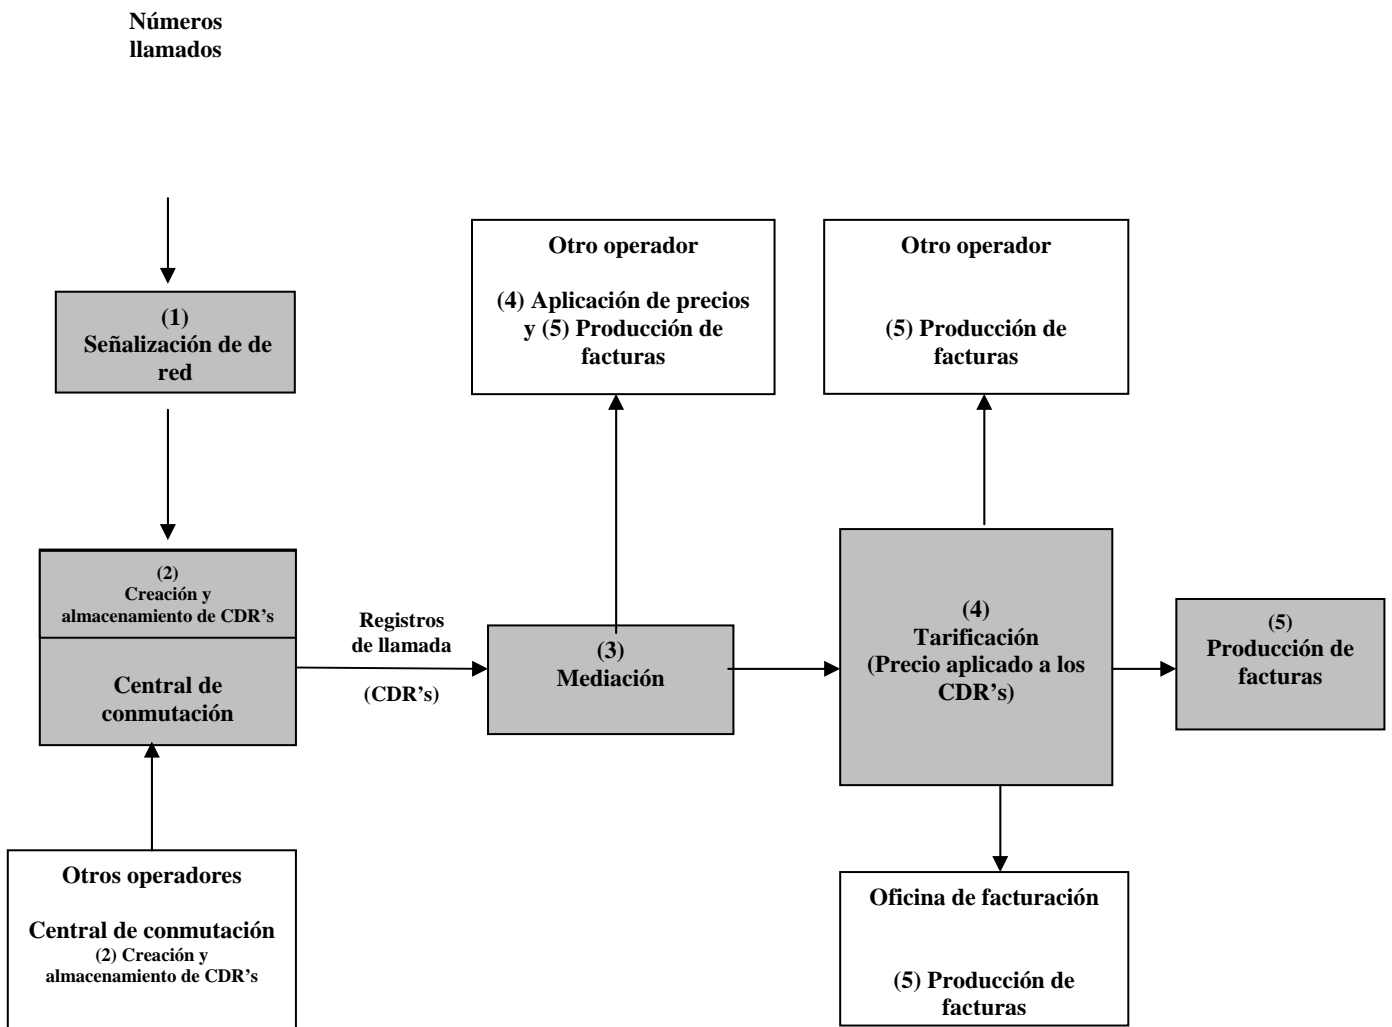 Números
llamados
(1)
Señalización de de
red
(2)
Creación y
almacenamiento de CDR’s
Central de
conmutación
Otros operadores
Central de conmutación
(2) Creación y
almacenamiento de CDR’s
Registros
de llamada
(CDR’s)
Otro operador
(4) Aplicación de precios
y (5) Producción de
facturas
(3)
Mediación
Otro operador
(5) Producción de
facturas
(4)
Tarificación
(Precio aplicado a los
CDR’s)
Oficina de facturación
(5) Producción de
facturas
(5)
Producción de
facturas